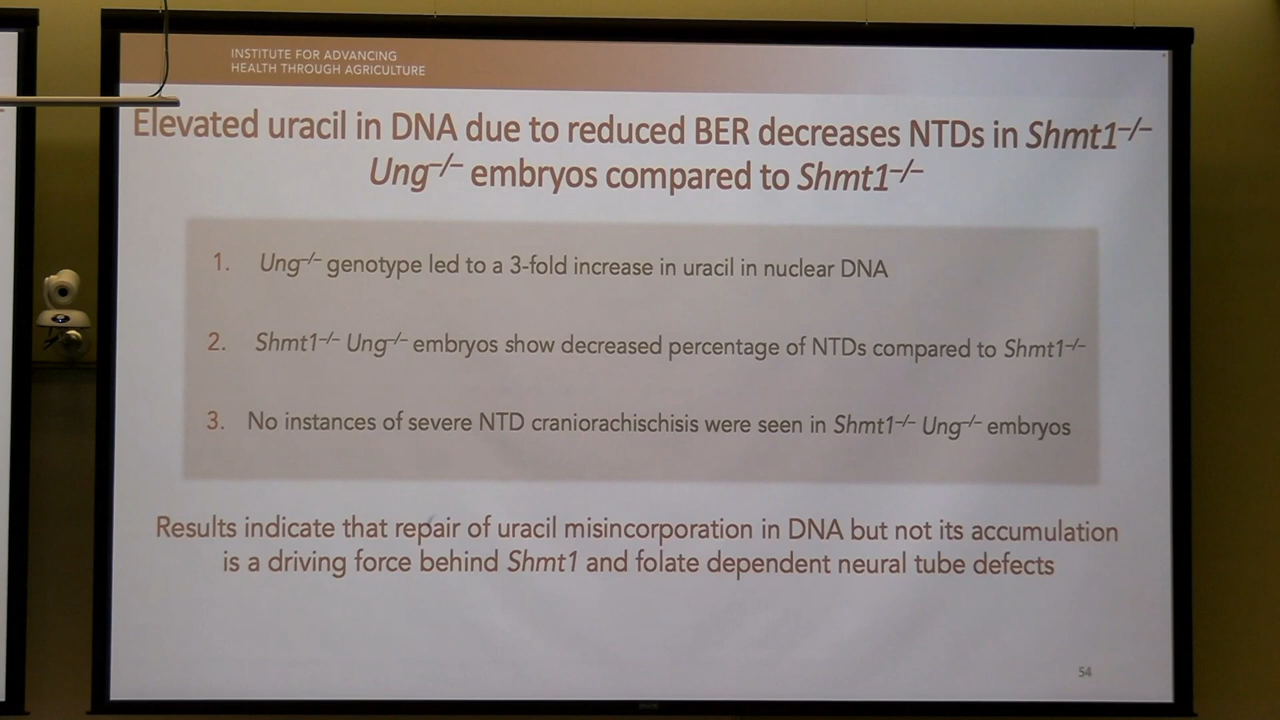 INSTITUTE FOR ADVANCING
HEALTH THROUGH AGRICULTURE
Elevated uracil in DNA due to reduced BER decreases NTDs in Shmt1–/–
Ung–/– embryos compared to Shmt1–/–
1. Ung–/– genotype led to a 3-fold increase in uracil in nuclear DNA
2. Shmt1–/– Ung–/– embryos show decreased percentage of NTDs compared to Shmt1–/–
3. No instances of severe NTD craniorachischisis were seen in Shmt1–/– Ung–/– embryos
Results indicate that repair of uracil misincorporation in DNA but not its accumulation
is a driving force behind Shmt1 and folate dependent neural tube defects
54